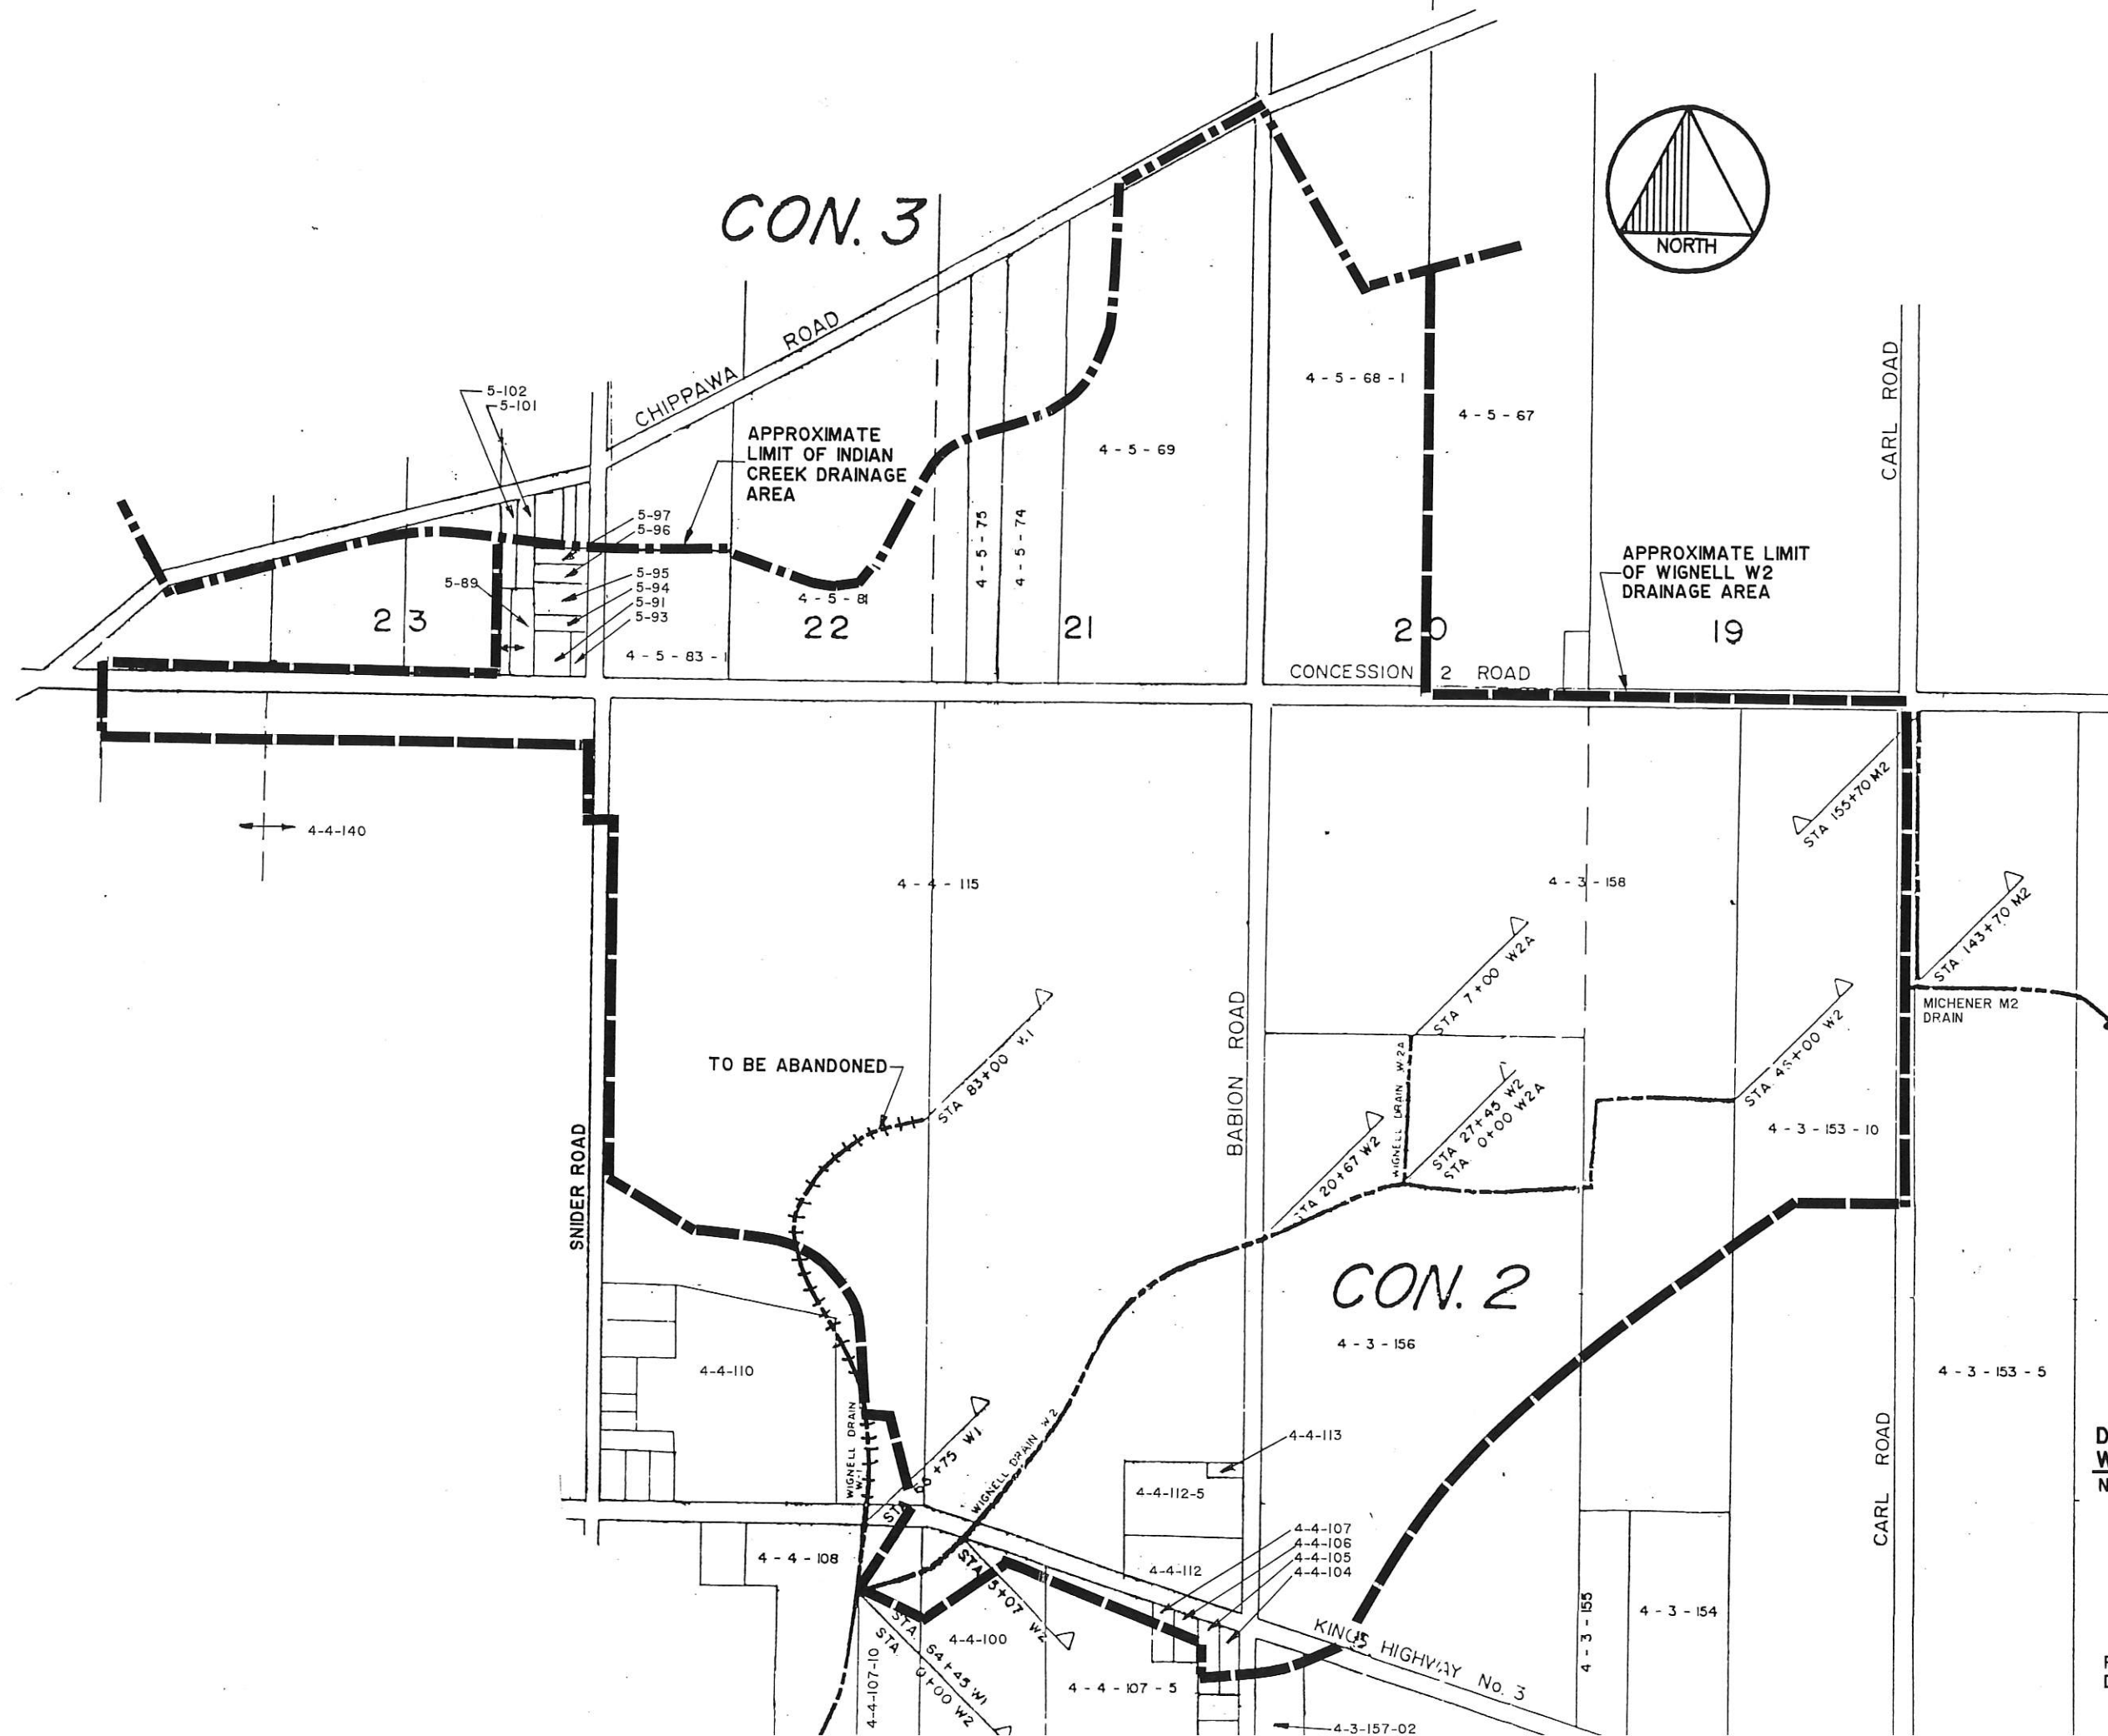 CON. 3
NORTH
CHIPPAWA ROAD
CARL ROAD
5-102
5-101
4 - 5 - 68 - 1
4 - 5 - 67
APPROXIMATE
LIMIT OF INDIAN
CREEK DRAINAGE
AREA
4 - 5 - 69
5-97
5-96
4 - 5 - 75
4 - 5 - 74
APPROXIMATE LIMIT
OF WIGNELL W2
DRAINAGE AREA
5-89
5-95
5-94
5-91
5-93
4 - 5 - 81
23
22
21
20
19
4 - 5 - 83 - 1
CONCESSION 2 ROAD
STA 155+70 M2
4-4-140
4 - 4 - 115
4 - 3 - 158
STA. 143+70 M2
STA 7+00 W2A
MICHENER M2
DRAIN
BABION ROAD
TO BE ABANDONED
STA 83+00 W1
WIGNELL DRAIN W2A
STA 27+45 W2
STA. 0+00 W2A
4 - 3 - 153 - 10
SNIDER ROAD
STA 20+67 W2
CON. 2
4 - 3 - 156
4-4-110
4 - 3 - 153 - 5
CARL ROAD
WIGNELL DRAIN
W-1
WIGNELL DRAIN W2
4-4-113
4-4-112-5
4-4-107
4-4-106
4-4-105
4-4-104
4 - 4 - 108
4-4-112
STA 5+07 W2
4 - 3 - 155
4 - 3 - 154
4-4-100
STA. 64+45 W1
STA. 0+00 W2
KINGS HIGHWAY No. 3
4-4-107-10
4 - 4 - 107 - 5
4-3-157-02